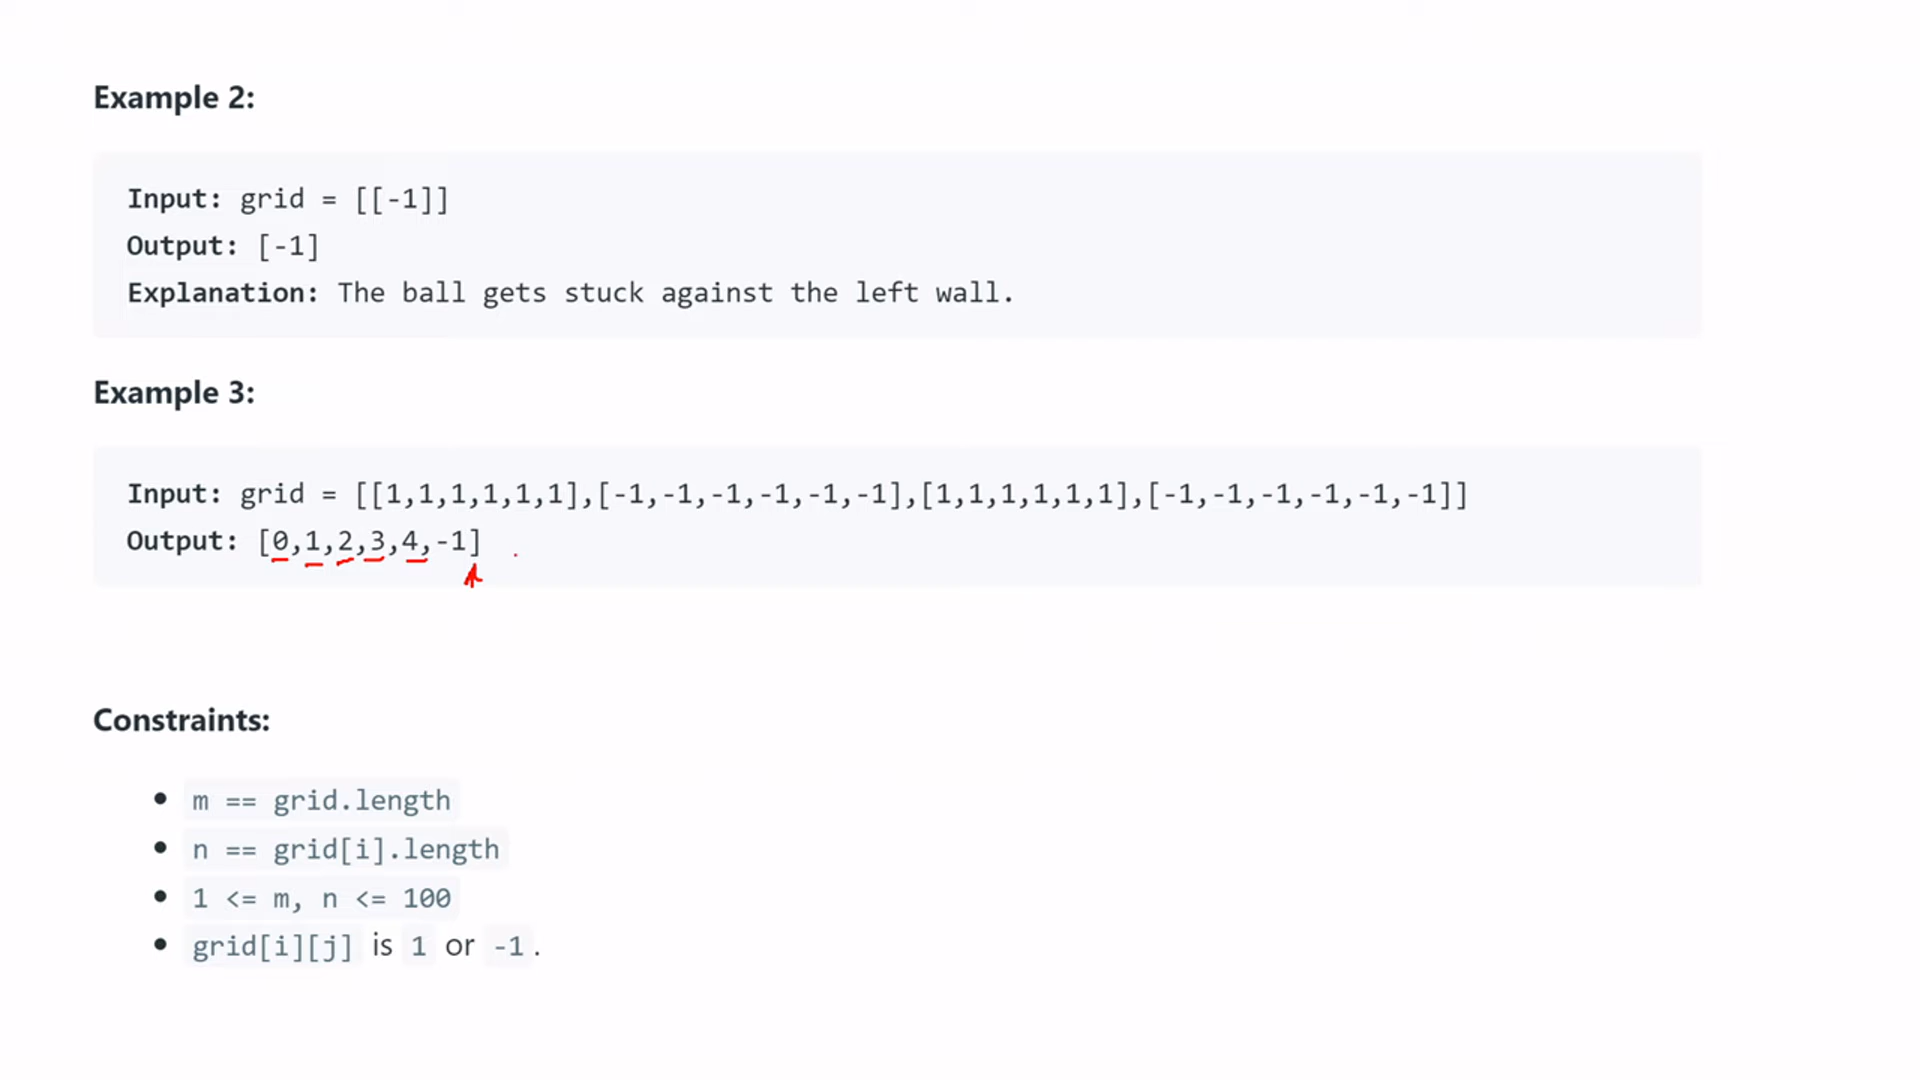 Example 2:
Input: grid = [[-1]]
Output: [-1]
Explanation: The ball gets stuck against the left wall.
Example 3:
Input: grid = [[1,1,1,1,1,1],[-1,-1,-1,-1,-1,-1],[1,1,1,1,1,1],[-1,-1,-1,-1,-1,-1]]
Output: [0,1,2,3,4,-1]
Constraints:
• m == grid.length
• n == grid[i].length
• 1 <= m, n <= 100
• grid[i][j] is 1 or -1.